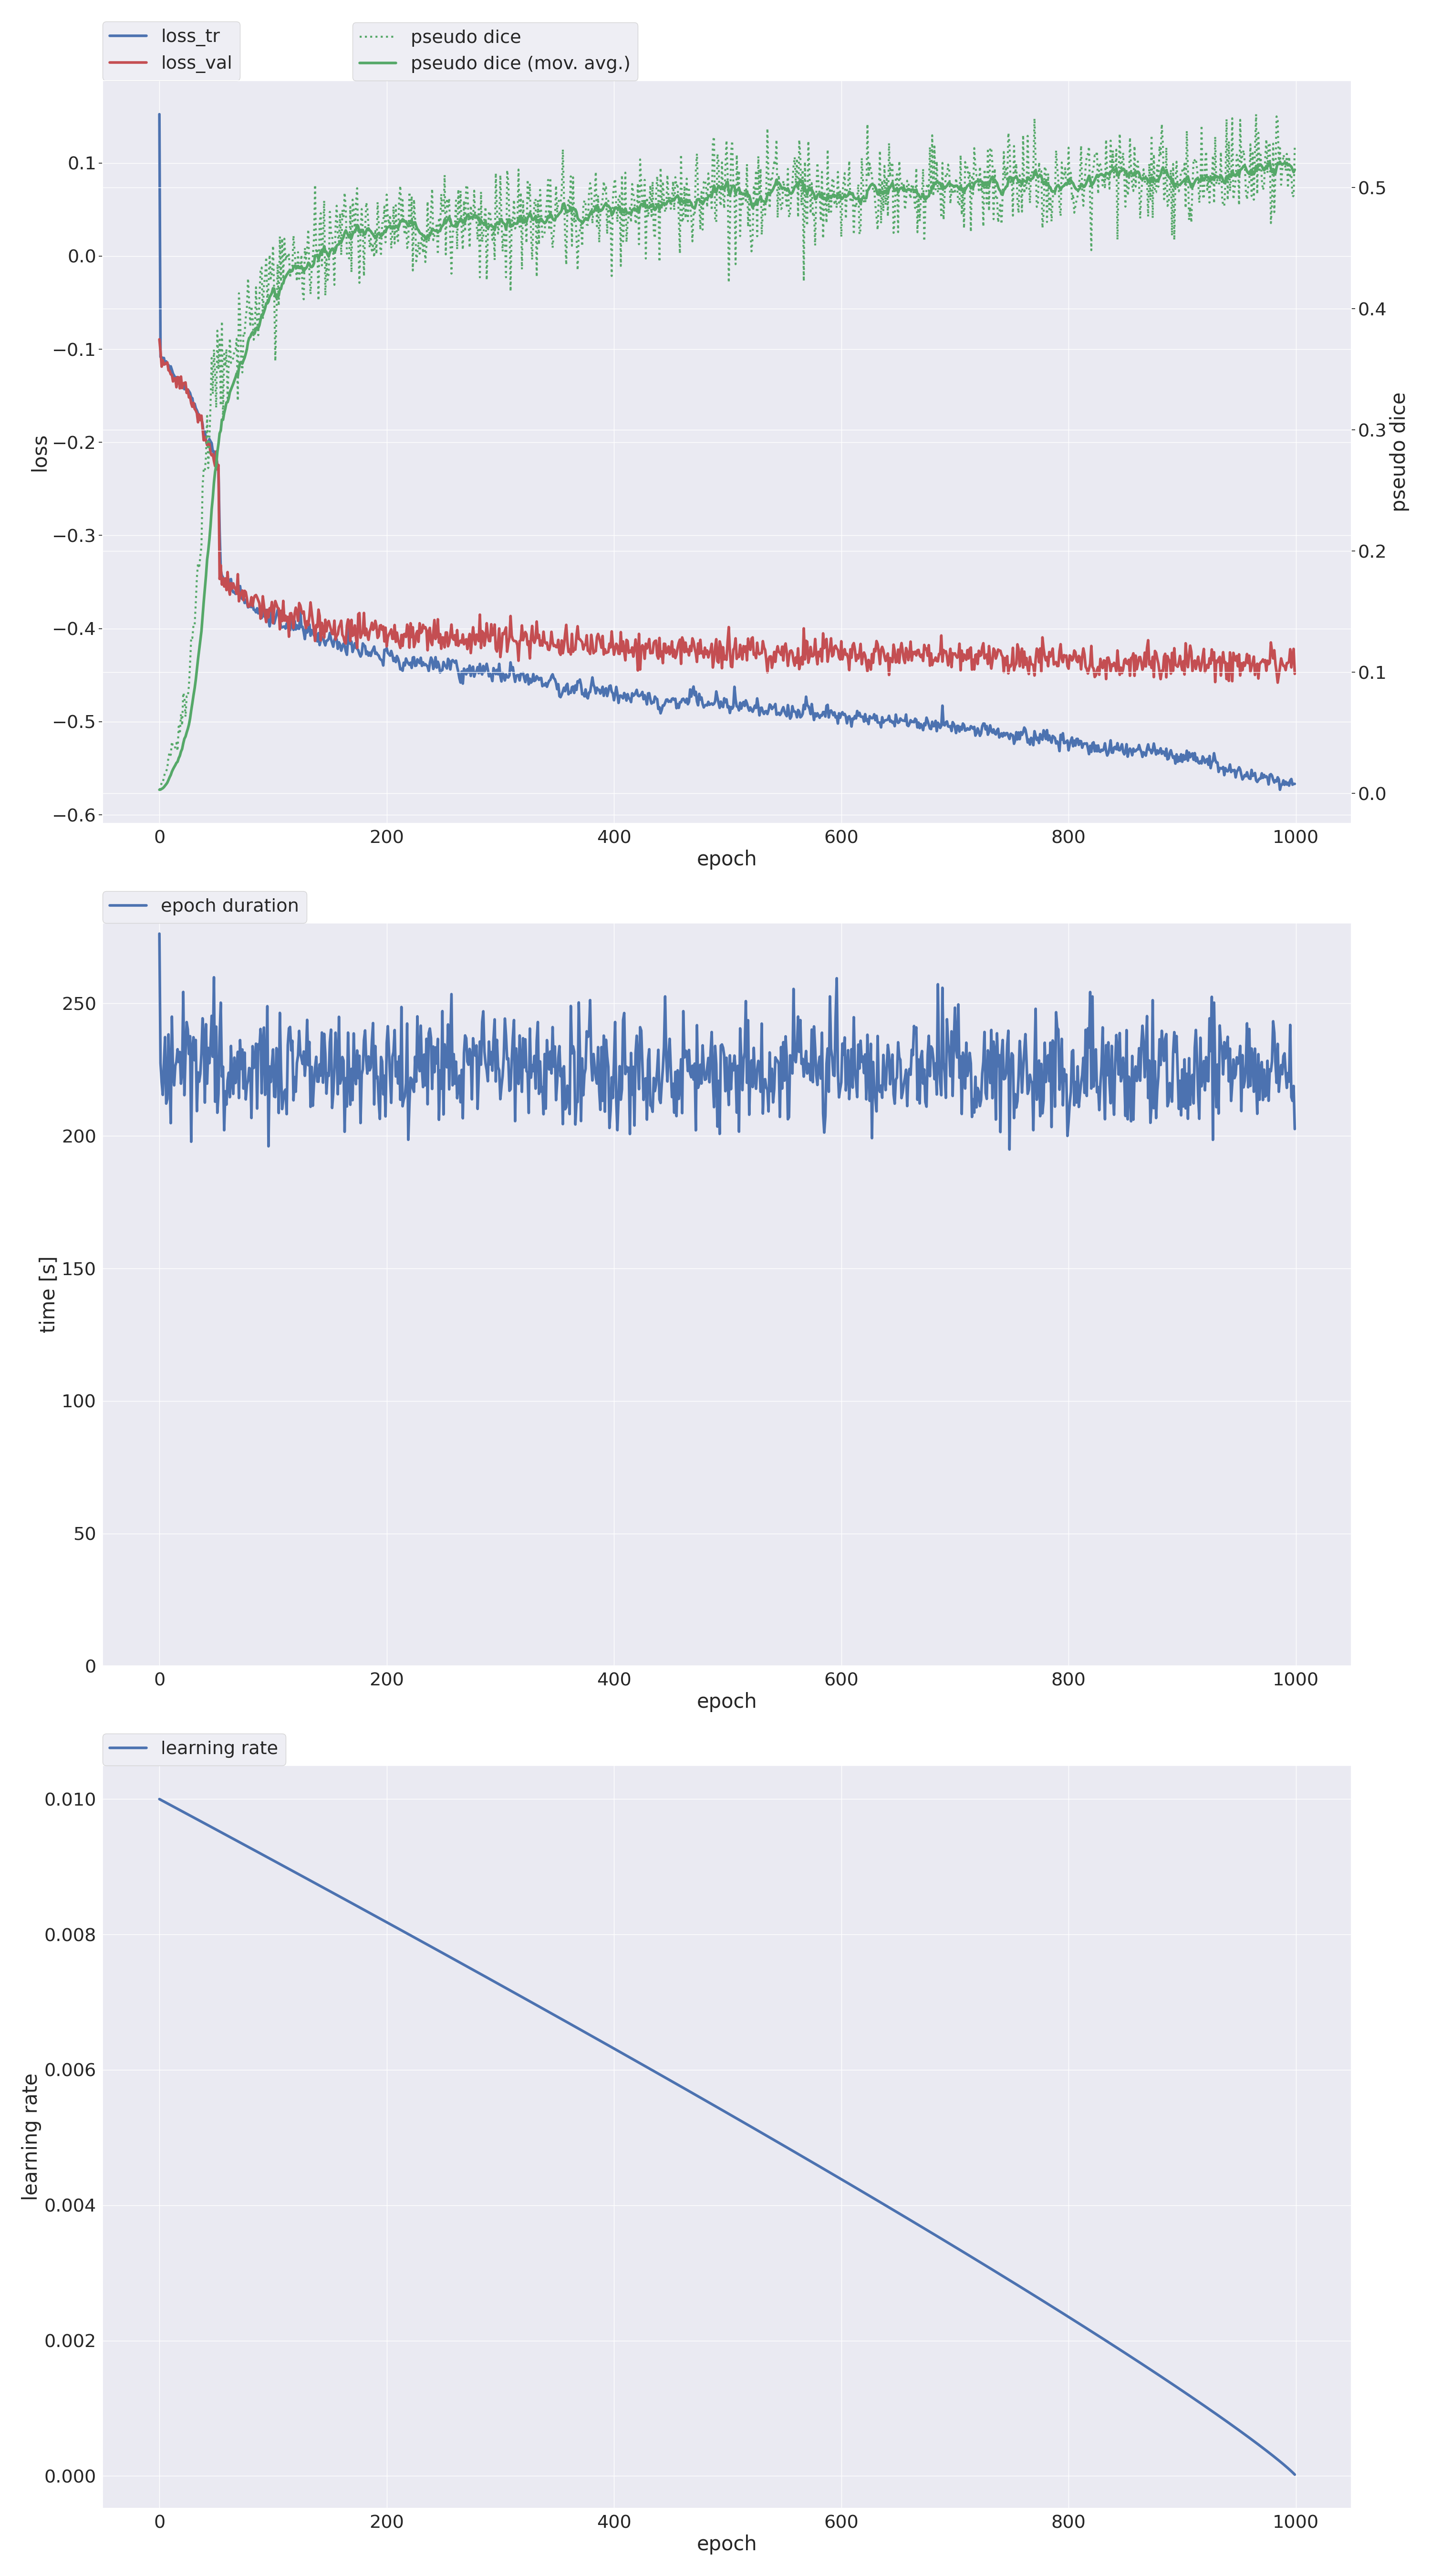 loss_tr
loss_val
pseudo dice
pseudo dice (mov. avg.)
0.1
0.0
−0.1
−0.2
−0.3
−0.4
−0.5
−0.6
loss
0.5
0.4
0.3
0.2
0.1
0.0
pseudo dice
0 200 400 600 800 1000
epoch
epoch duration
250
200
150
100
50
0
time [s]
0 200 400 600 800 1000
epoch
learning rate
0.010
0.008
0.006
0.004
0.002
0.000
learning rate
0 200 400 600 800 1000
epoch